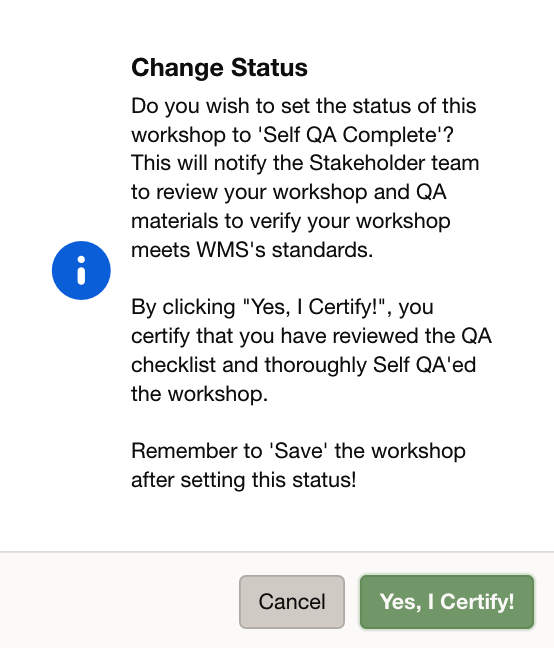 Change Status
Do you wish to set the status of this
workshop to 'Self QA Complete'?
This will notify the Stakeholder team
to review your workshop and QA
materials to verify your workshop
meets WMS's standards.
By clicking "Yes, I Certify!", you
certify that you have reviewed the QA
checklist and thoroughly Self QA'ed
the workshop.
Remember to 'Save' the workshop
after setting this status!
Cancel
Yes, I Certify!